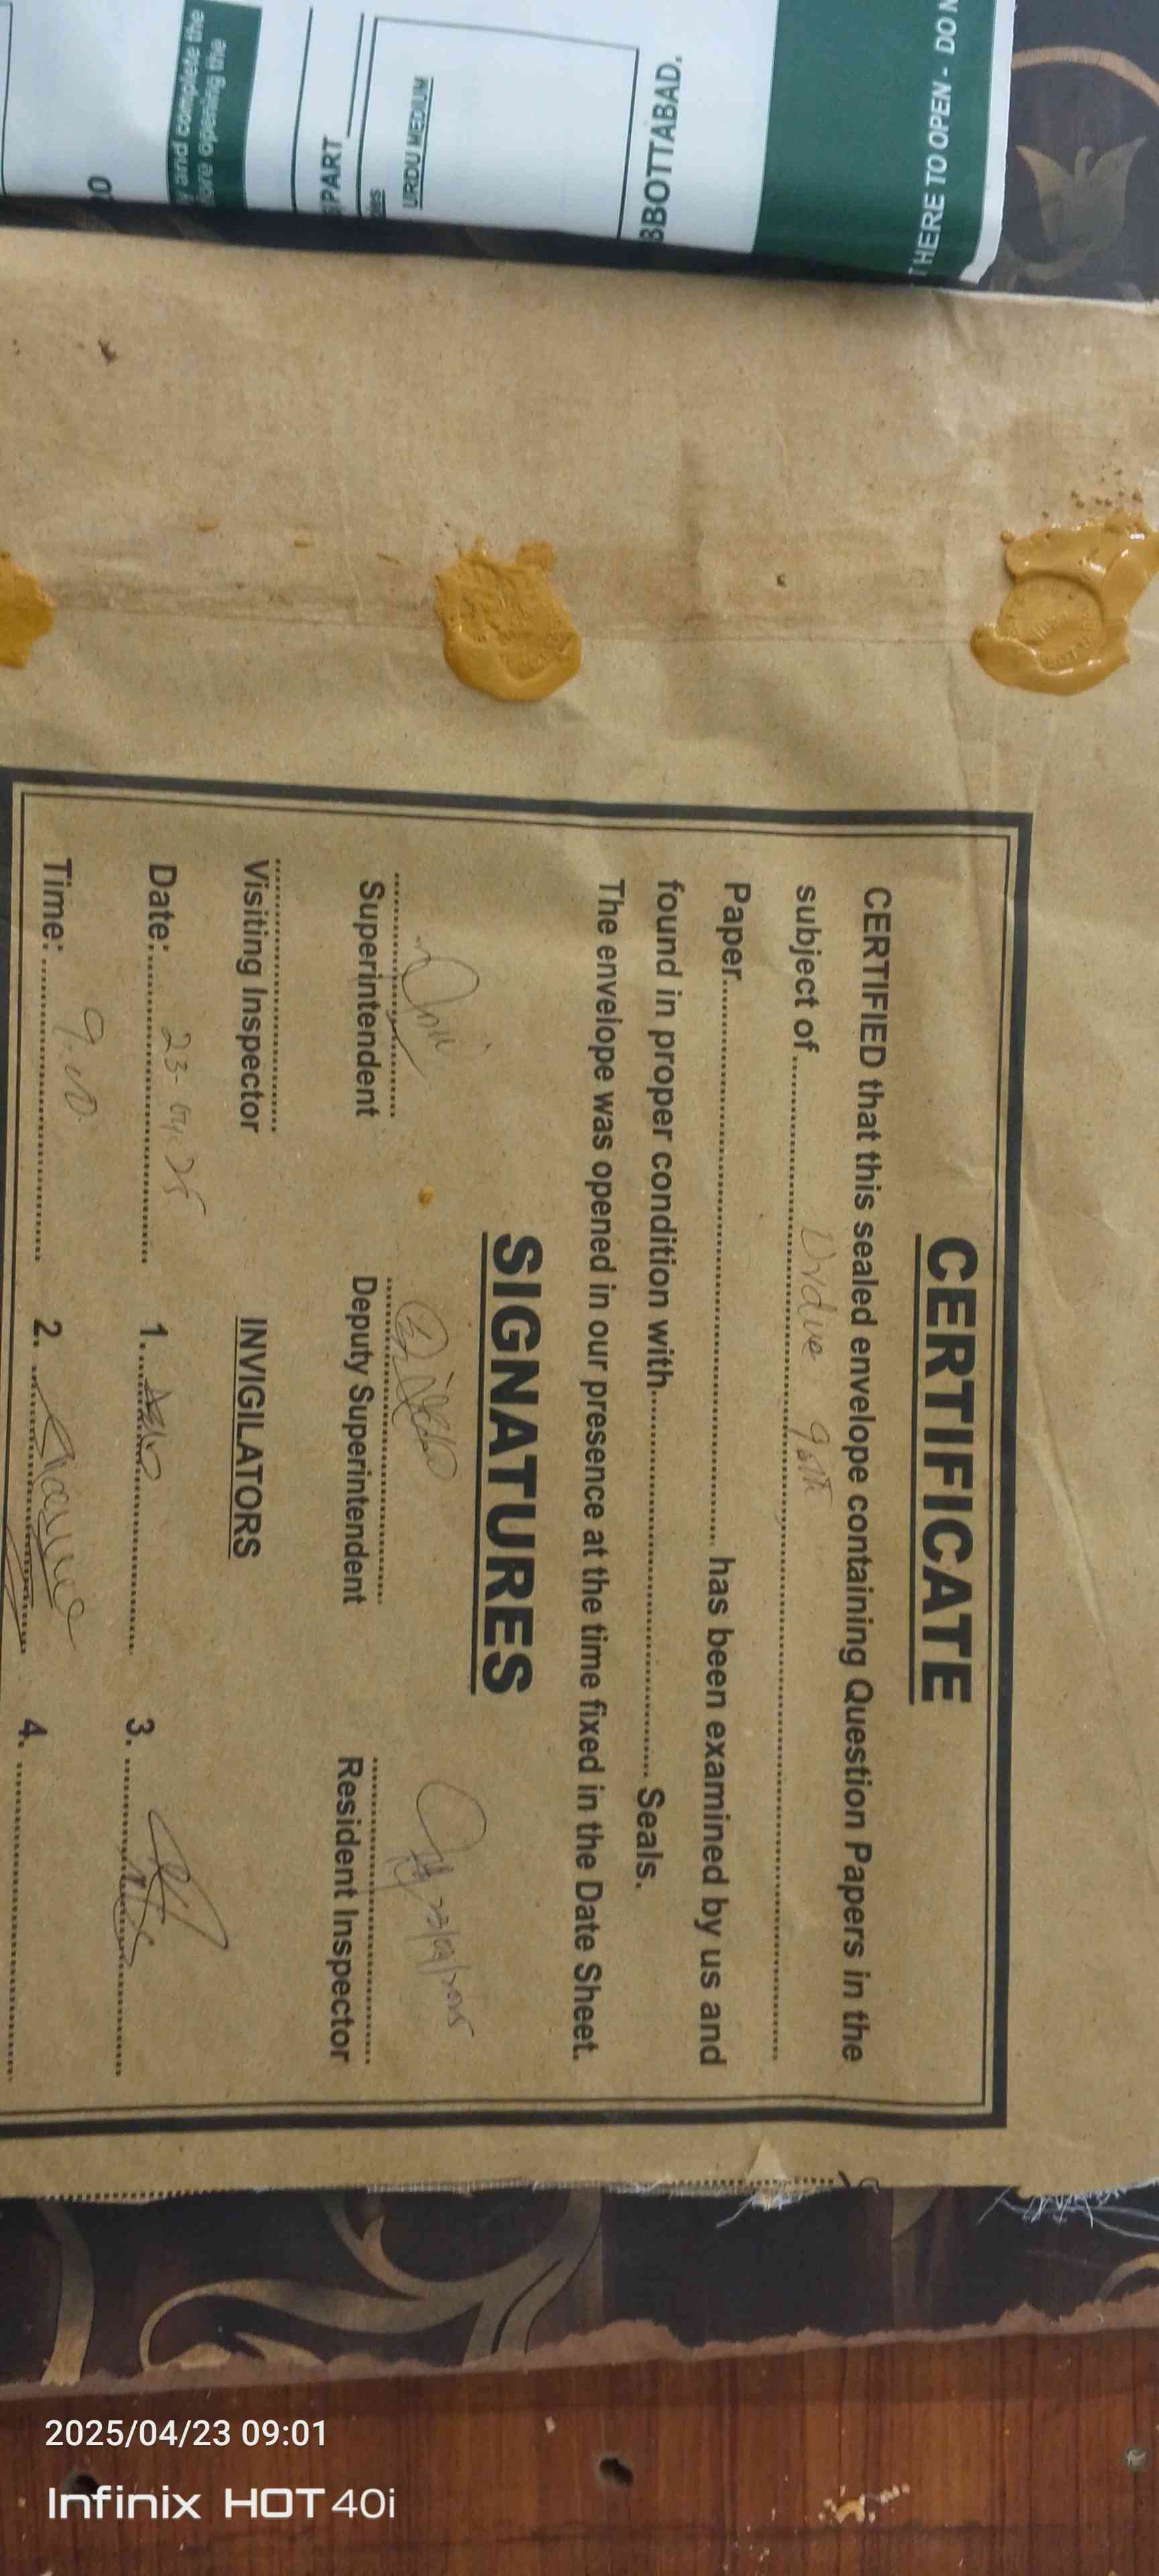 y and complete the
ore opening the
PART
URDU MEDIUM
BBOTTABAD.
HERE TO OPEN - DO N
CERTIFICATE
CERTIFIED that this sealed envelope containing Question Papers in the
subject of
Paper has been examined by us and
found in proper condition with Seals.
The envelope was opened in our presence at the time fixed in the Date Sheet.
SIGNATURES
Superintendent Deputy Superintendent Resident Inspector
Visiting Inspector INVIGILATORS
Date: 23-04-25 1. 3.
Time: 9.00 2. 4.
2025/04/23 09:01
Infinix HOT 40i